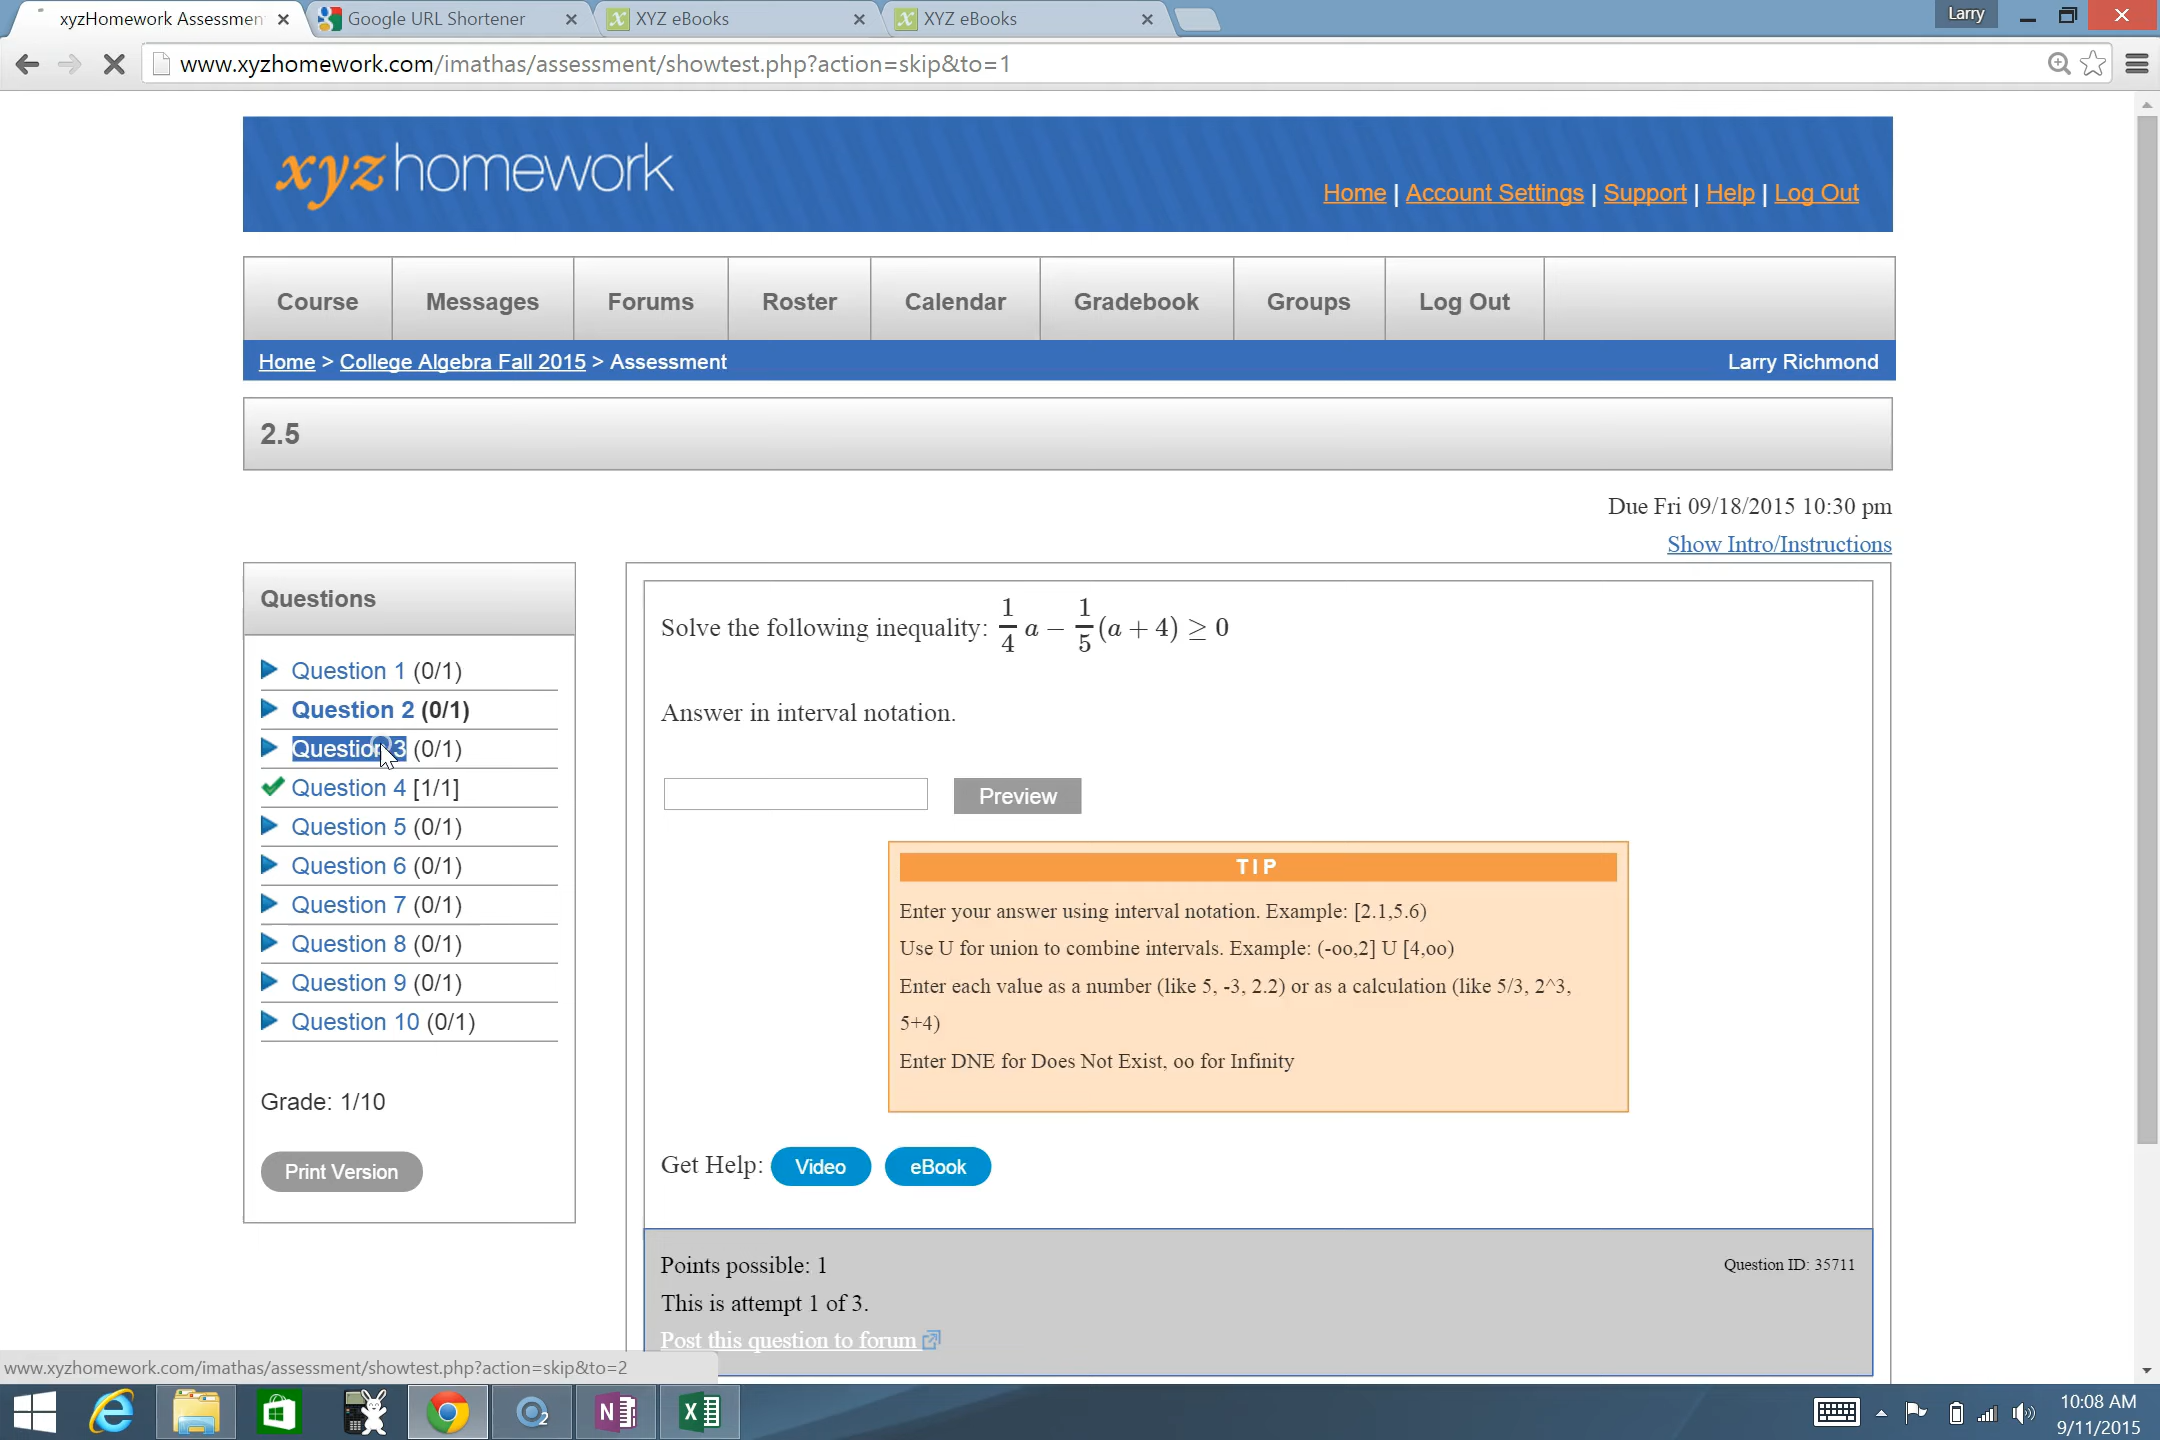 xyzHomework Assessmen
Google URL Shortener
XYZ eBooks
XYZ eBooks
Larry
www.xyzhomework.com/imathas/assessment/showtest.php?action=skip&to=1
xyzhomework
Home | Account Settings | Support | Help | Log Out
Course
Messages
Forums
Roster
Calendar
Gradebook
Groups
Log Out
Home > College Algebra Fall 2015 > Assessment
Larry Richmond
2.5
Due Fri 09/18/2015 10:30 pm
Show Intro/Instructions
Questions
Question 1 (0/1)
Question 2 (0/1)
Question 3 (0/1)
Question 4 [1/1]
Question 5 (0/1)
Question 6 (0/1)
Question 7 (0/1)
Question 8 (0/1)
Question 9 (0/1)
Question 10 (0/1)
Grade: 1/10
Print Version
Solve the following inequality: 1/4 a − 1/5 (a + 4) ≥ 0
Answer in interval notation.
Preview
TIP
Enter your answer using interval notation. Example: [2.1,5.6)
Use U for union to combine intervals. Example: (-oo,2] U [4,oo)
Enter each value as a number (like 5, -3, 2.2) or as a calculation (like 5/3, 2^3,
5+4)
Enter DNE for Does Not Exist, oo for Infinity
Get Help: Video eBook
Points possible: 1
Question ID: 35711
This is attempt 1 of 3.
Post this question to forum
www.xyzhomework.com/imathas/assessment/showtest.php?action=skip&to=2
10:08 AM
9/11/2015